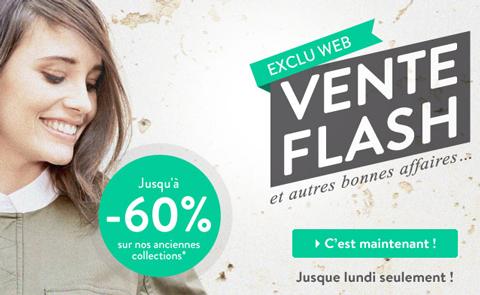 EXCLU WEB
VENTE
FLASH
et autres bonnes affaires...
Jusqu'à
-60%
sur nos anciennes
collections*
C'est maintenant !
Jusque lundi seulement !